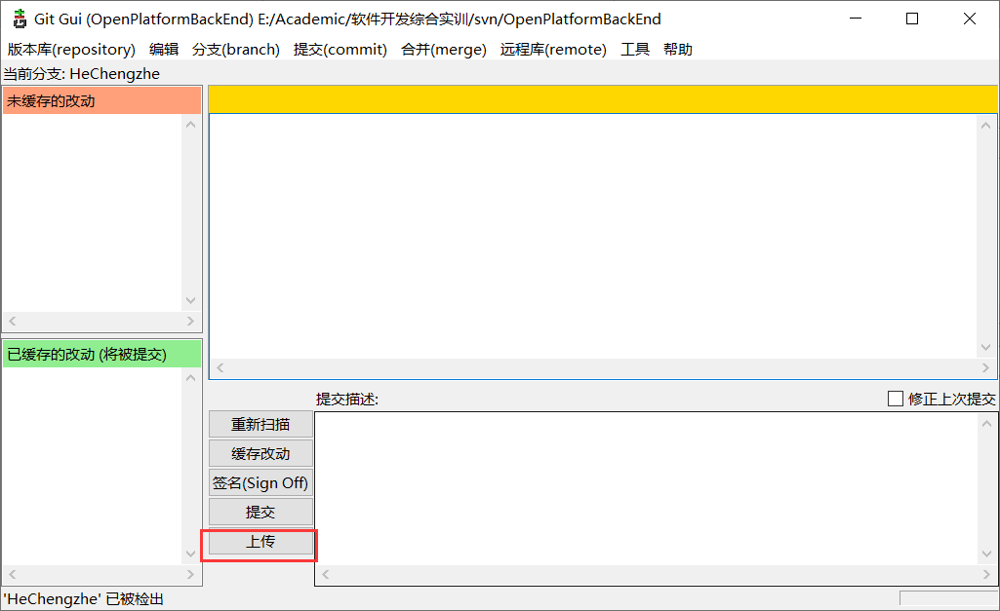 Git Gui (OpenPlatformBackEnd) E:/Academic/软件开发综合实训/svn/OpenPlatformBackEnd
版本库(repository) 编辑 分支(branch) 提交(commit) 合并(merge) 远程库(remote) 工具 帮助
当前分支: HeChengzhe
未缓存的改动
已缓存的改动 (将被提交)
提交描述:
修正上次提交
重新扫描
缓存改动
签名(Sign Off)
提交
上传
'HeChengzhe' 已被检出